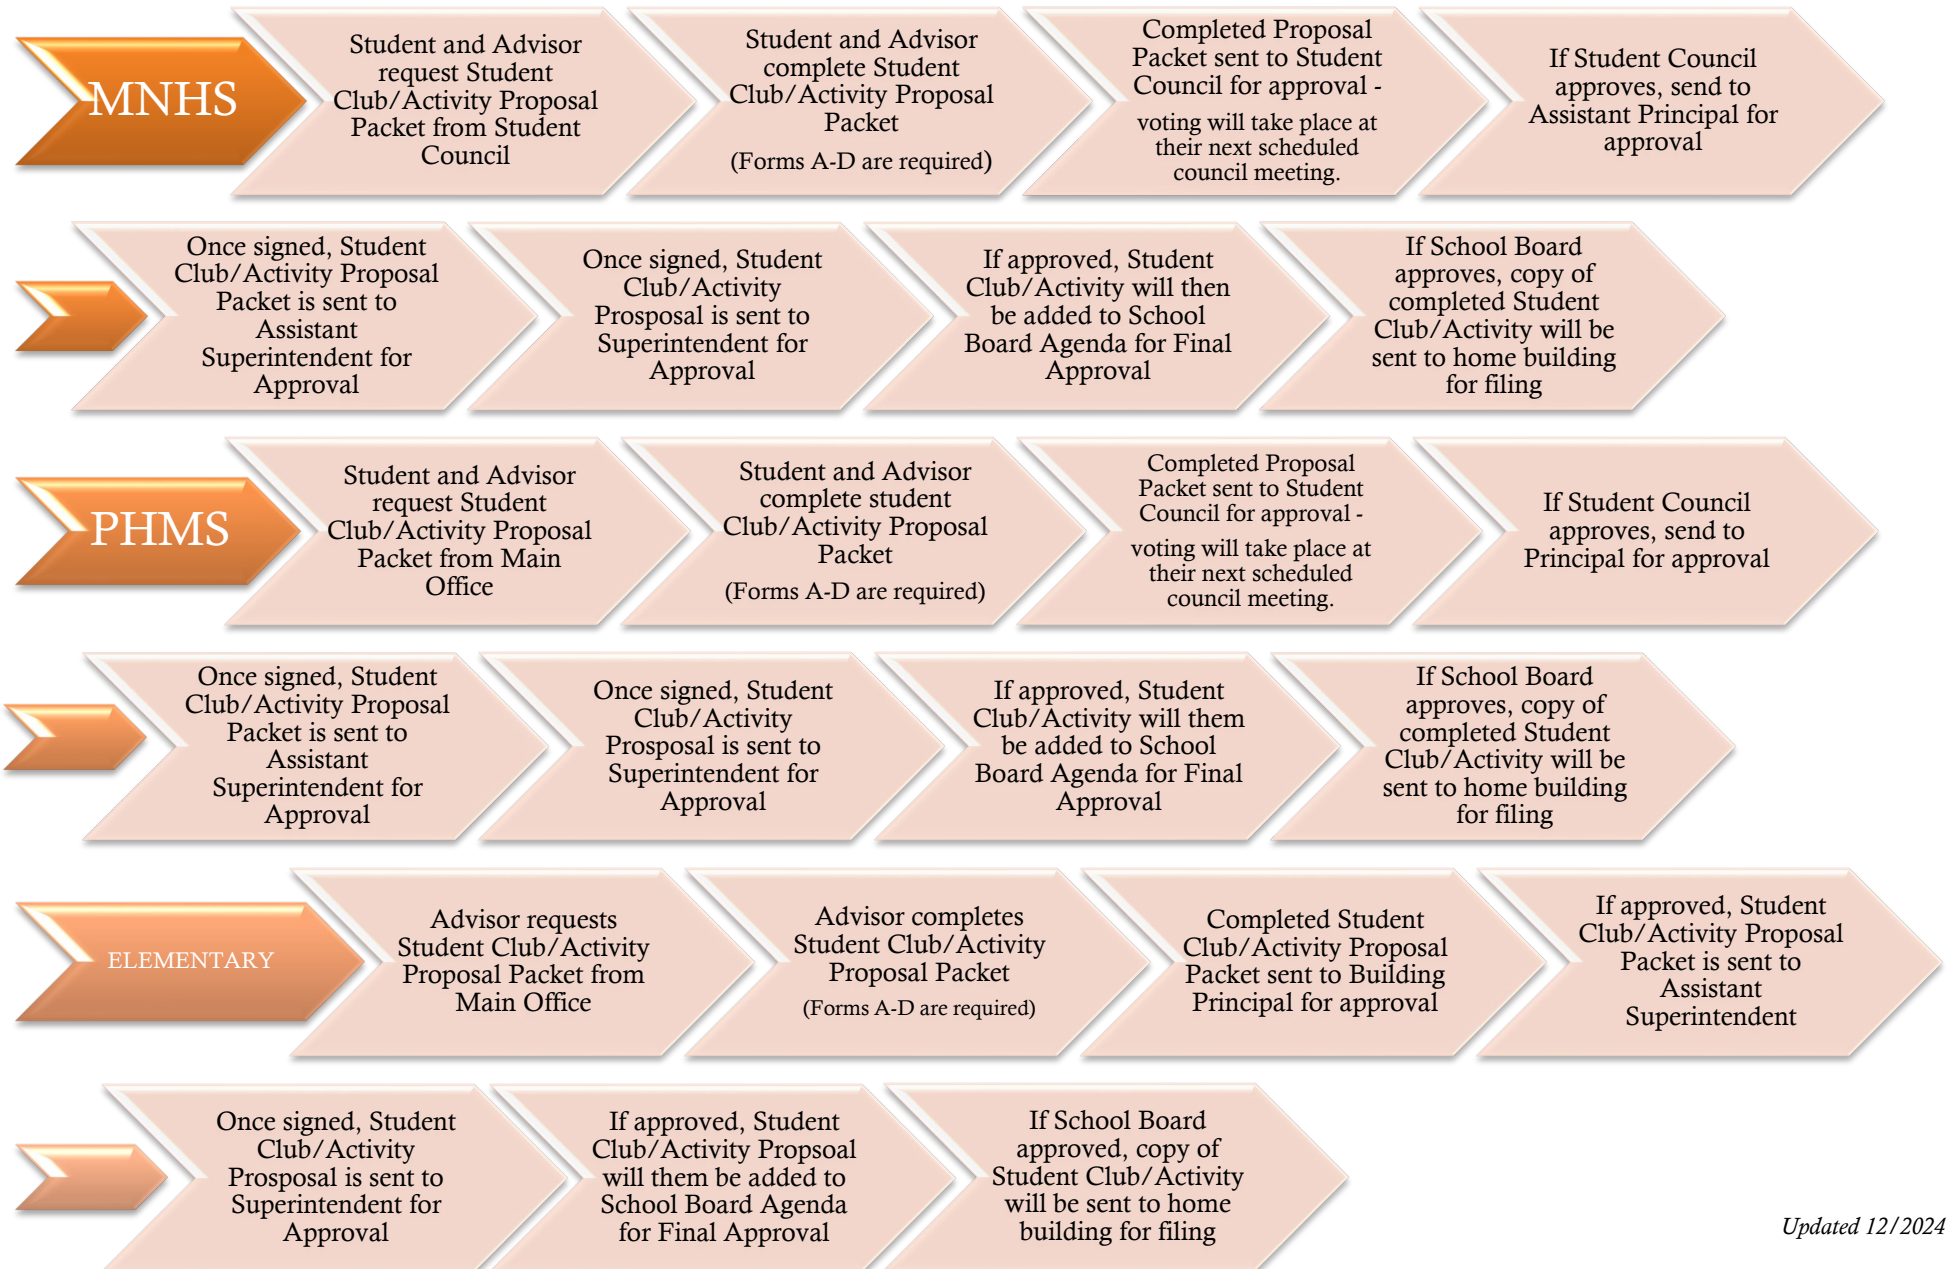 MNHS
Student and Advisor
request Student
Club/Activity Proposal
Packet from Student
Council
Student and Advisor
complete Student
Club/Activity Proposal
Packet
(Forms A-D are required)
Completed Proposal
Packet sent to Student
Council for approval -
voting will take place at
their next scheduled
council meeting.
If Student Council
approves, send to
Assistant Principal for
approval
Once signed, Student
Club/Activity Proposal
Packet is sent to
Assistant
Superintendent for
Approval
Once signed, Student
Club/Activity
Prosposal is sent to
Superintendent for
Approval
If approved, Student
Club/Activity will then
be added to School
Board Agenda for Final
Approval
If School Board
approves, copy of
completed Student
Club/Activity will be
sent to home building
for filing
PHMS
Student and Advisor
request Student
Club/Activity Proposal
Packet from Main
Office
Student and Advisor
complete student
Club/Activity Proposal
Packet
(Forms A-D are required)
Completed Proposal
Packet sent to Student
Council for approval -
voting will take place at
their next scheduled
council meeting.
If Student Council
approves, send to
Principal for approval
Once signed, Student
Club/Activity Proposal
Packet is sent to
Assistant
Superintendent for
Approval
Once signed, Student
Club/Activity
Prosposal is sent to
Superintendent for
Approval
If approved, Student
Club/Activity will them
be added to School
Board Agenda for Final
Approval
If School Board
approves, copy of
completed Student
Club/Activity will be
sent to home building
for filing
ELEMENTARY
Advisor requests
Student Club/Activity
Proposal Packet from
Main Office
Advisor completes
Student Club/Activity
Proposal Packet
(Forms A-D are required)
Completed Student
Club/Activity Proposal
Packet sent to Building
Principal for approval
If approved, Student
Club/Activity Proposal
Packet is sent to
Assistant
Superintendent
Once signed, Student
Club/Activity
Prosposal is sent to
Superintendent for
Approval
If approved, Student
Club/Activity Propsoal
will them be added to
School Board Agenda
for Final Approval
If School Board
approved, copy of
Student Club/Activity
will be sent to home
building for filing
Updated 12/2024